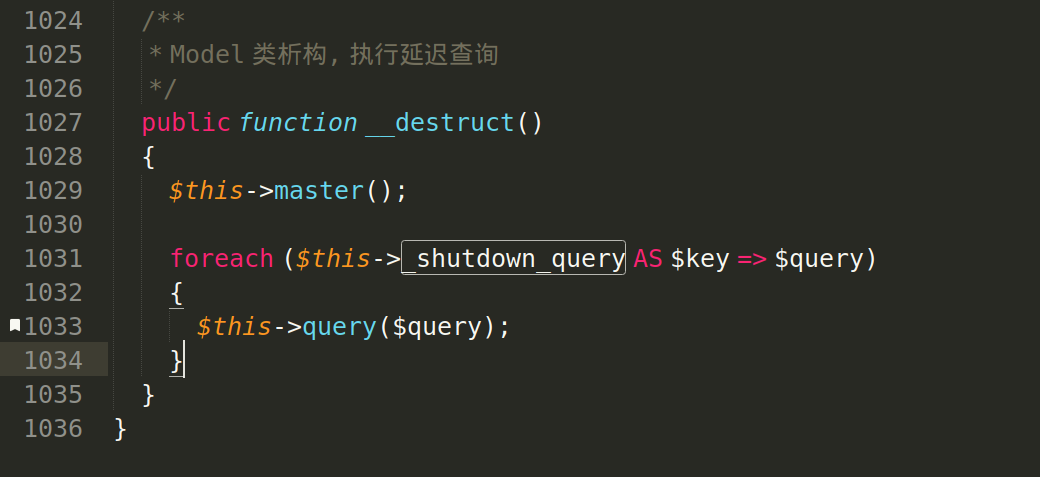 1024 /**
1025 * Model 类析构, 执行延迟查询
1026 */
1027 public function __destruct()
1028 {
1029 $this->master();
1030
1031 foreach ($this->_shutdown_query AS $key => $query)
1032 {
1033 $this->query($query);
1034 }
1035 }
1036 }